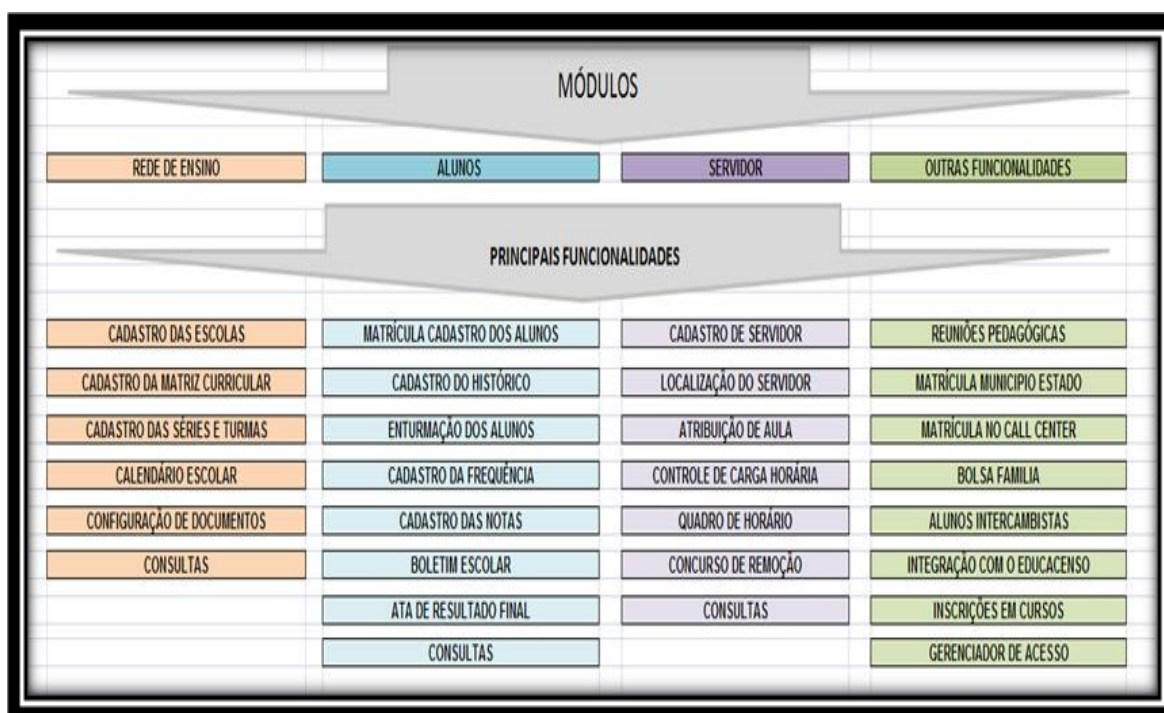 MÓDULOS
REDE DE ENSINO
ALUNOS
SERVIDOR
OUTRAS FUNCIONALIDADES
PRINCIPAIS FUNCIONALIDADES
CADASTRO DAS ESCOLAS
MATRÍCULA CADASTRO DOS ALUNOS
CADASTRO DE SERVIDOR
REUNIÕES PEDAGÓGICAS
CADASTRO DA MATRIZ CURRICULAR
CADASTRO DO HISTÓRICO
LOCALIZAÇÃO DO SERVIDOR
MATRÍCULA MUNICIPIO ESTADO
CADASTRO DAS SÉRIES E TURMAS
ENTURMAÇÃO DOS ALUNOS
ATRIBUIÇÃO DE AULA
MATRÍCULA NO CALL CENTER
CALENDÁRIO ESCOLAR
CADASTRO DA FREQUÊNCIA
CONTROLE DE CARGA HORÁRIA
BOLSA FAMILIA
CONFIGURAÇÃO DE DOCUMENTOS
CADASTRO DAS NOTAS
QUADRO DE HORÁRIO
ALUNOS INTERCAMBISTAS
CONSULTAS
BOLETIM ESCOLAR
CONCURSO DE REMOÇÃO
INTEGRAÇÃO COM O EDUCACENSO
ATA DE RESULTADO FINAL
CONSULTAS
INSCRIÇÕES EM CURSOS
CONSULTAS
GERENCIADOR DE ACESSO